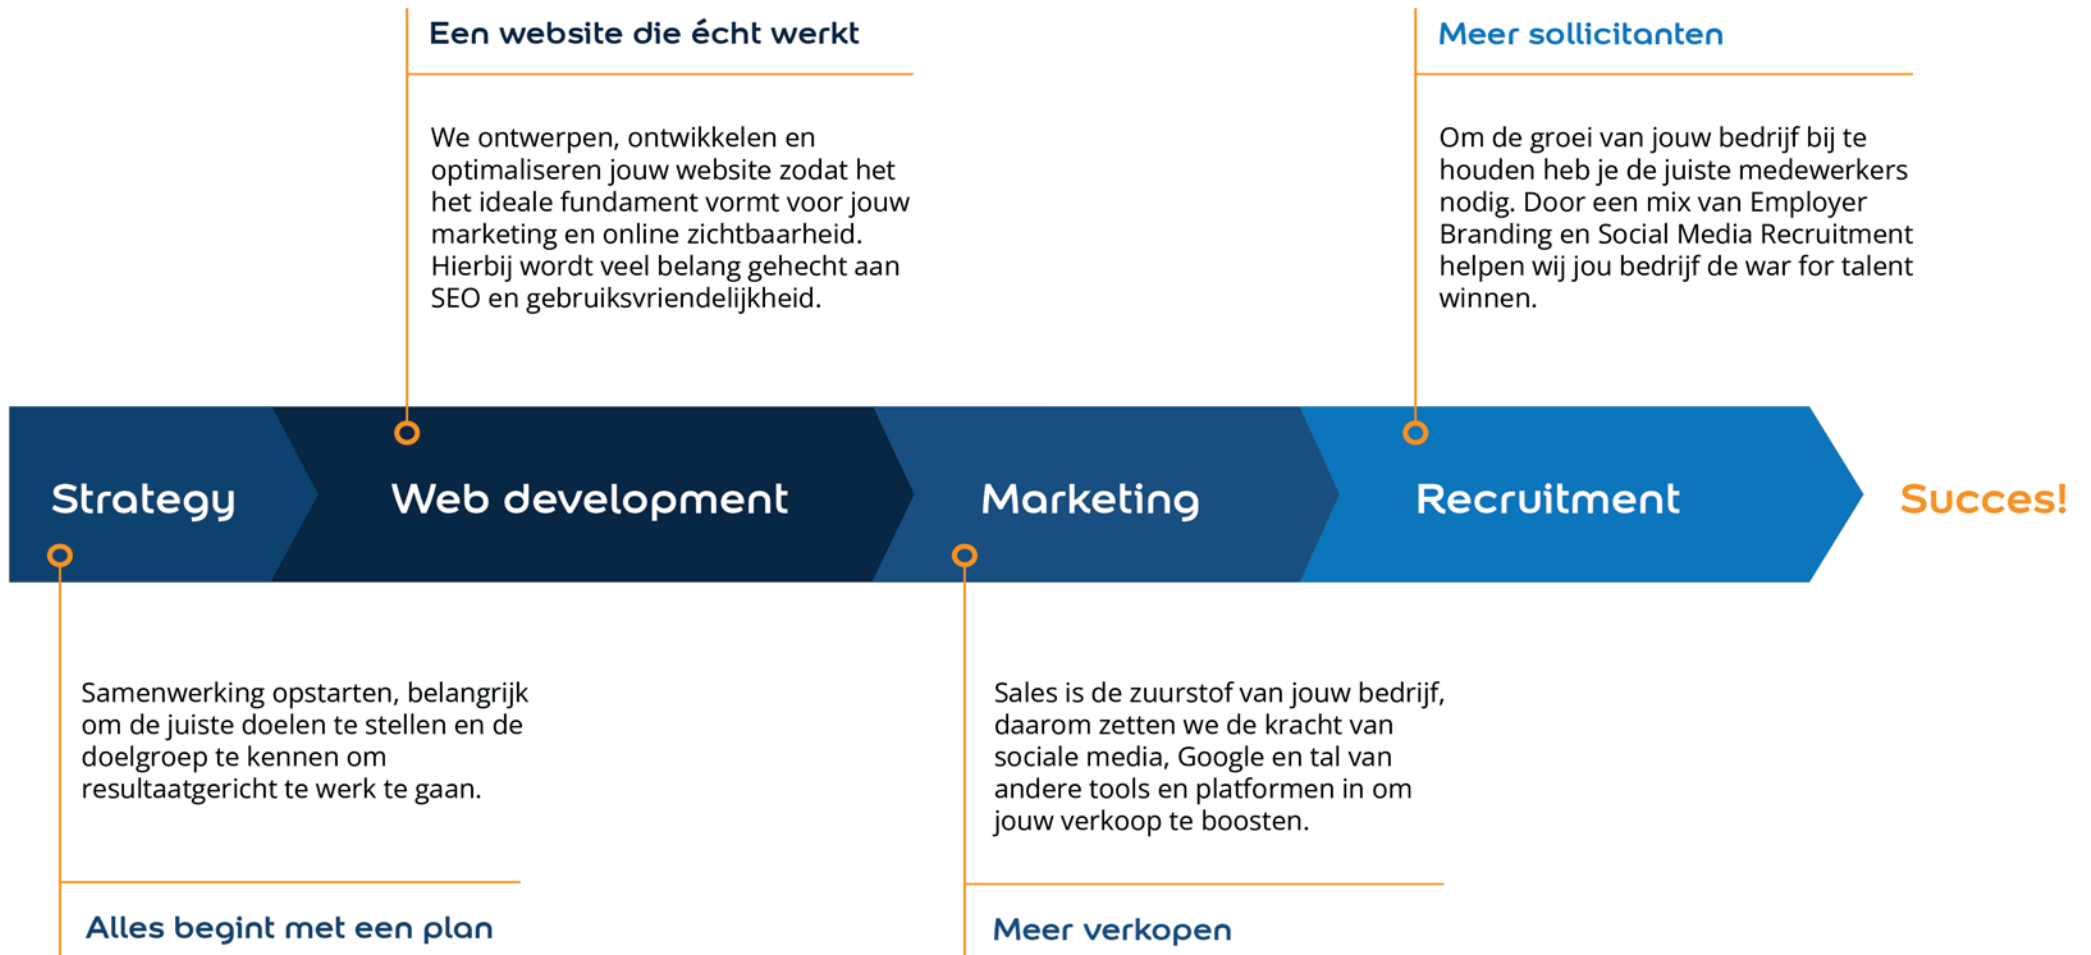 Een website die écht werkt
We ontwerpen, ontwikkelen en
optimaliseren jouw website zodat het
het ideale fundament vormt voor jouw
marketing en online zichtbaarheid.
Hierbij wordt veel belang gehecht aan
SEO en gebruiksvriendelijkheid.
Meer sollicitanten
Om de groei van jouw bedrijf bij te
houden heb je de juiste medewerkers
nodig. Door een mix van Employer
Branding en Social Media Recruitment
helpen wij jou bedrijf de war for talent
winnen.
Strategy
Web development
Marketing
Recruitment
Succes!
Samenwerking opstarten, belangrijk
om de juiste doelen te stellen en de
doelgroep te kennen om
resultaatgericht te werk te gaan.
Alles begint met een plan
Sales is de zuurstof van jouw bedrijf,
daarom zetten we de kracht van
sociale media, Google en tal van
andere tools en platformen in om
jouw verkoop te boosten.
Meer verkopen